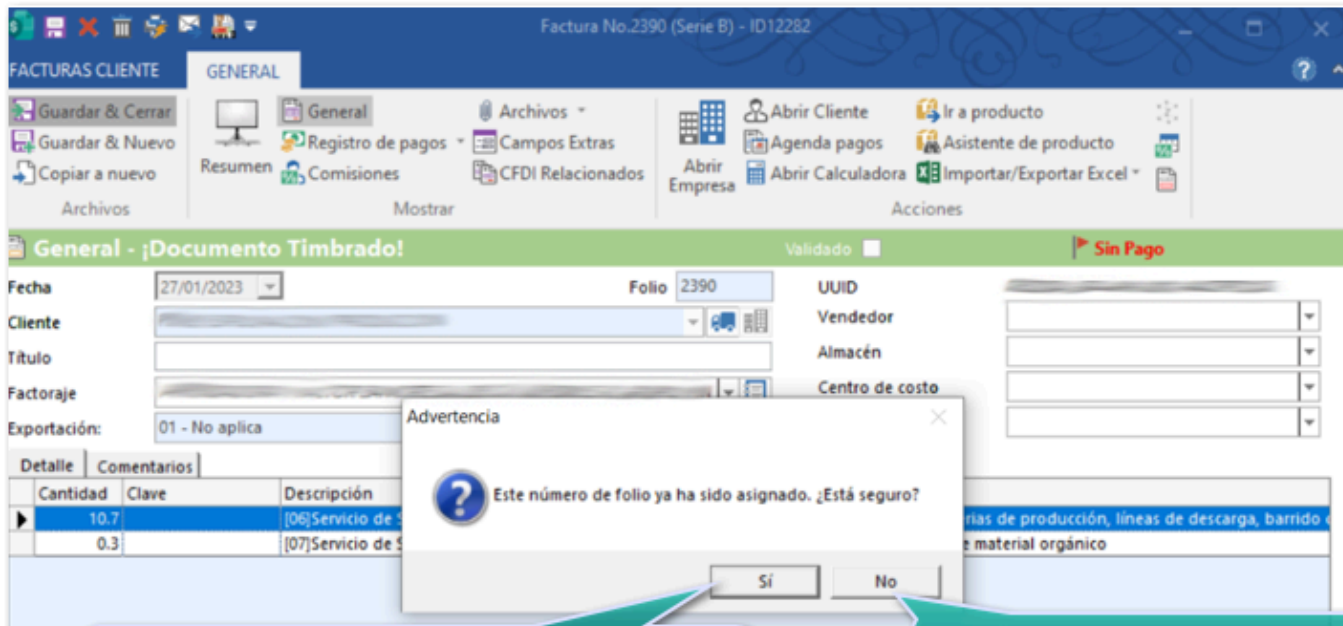 Factura No.2390 (Serie B) - ID12282
FACTURAS CLIENTE GENERAL
Guardar & Cerrar General Archivos Abrir Cliente Ir a producto
Guardar & Nuevo Registro de pagos Campos Extras Agenda pagos Asistente de producto
Copiar a nuevo Resumen Comisiones CFDI Relacionados Abrir Empresa Abrir Calculadora Importar/Exportar Excel
Archivos Mostrar Acciones
General - ¡Documento Timbrado! Validado Sin Pago
Fecha 27/01/2023 Folio 2390 UUID
Cliente Vendedor
Título Almacén
Factoraje Centro de costo
Exportación: 01 - No aplica
Advertencia
Este número de folio ya ha sido asignado. ¿Está seguro?
Sí No
Detalle Comentarios
Cantidad Clave Descripción
10.7 [06]Servicio de rias de producción, líneas de descarga, barrido
0.3 [07]Servicio de material orgánico